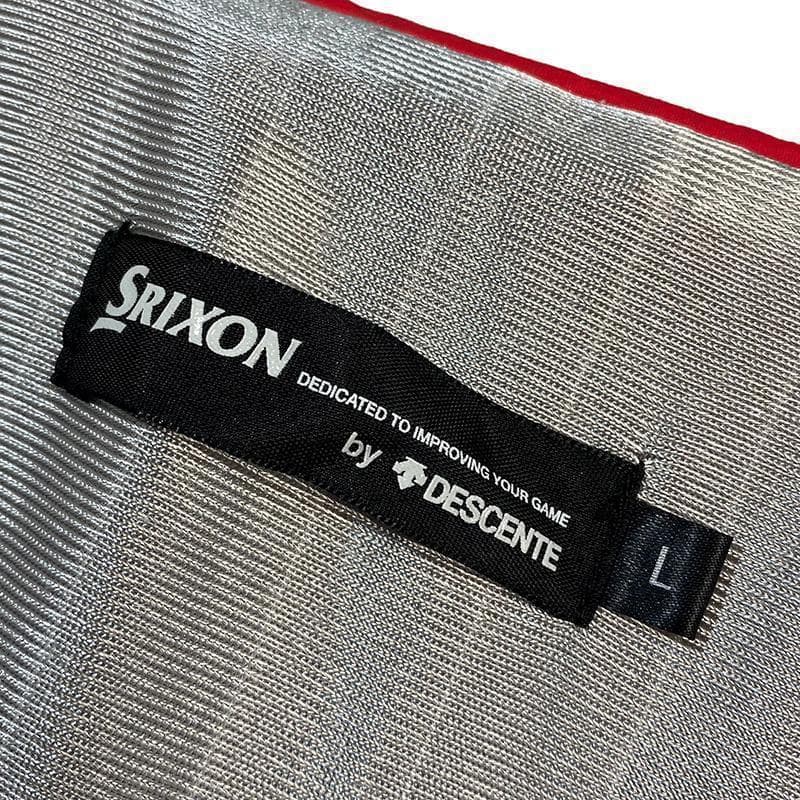 SRIXON
DEDICATED TO IMPROVING YOUR GAME
by DESCENTE
L